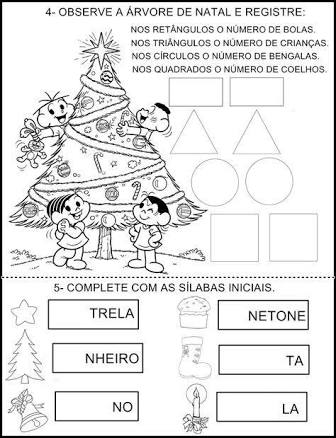 4- OBSERVE A ÁRVORE DE NATAL E REGISTRE:
NOS RETÂNGULOS O NÚMERO DE BOLAS.
NOS TRIÂNGULOS O NÚMERO DE CRIANÇAS.
NOS CÍRCULOS O NÚMERO DE BENGALAS.
NOS QUADRADOS O NÚMERO DE COELHOS.
5- COMPLETE COM AS SÍLABAS INICIAIS.
TRELA
NETONE
NHEIRO
TA
NO
LA